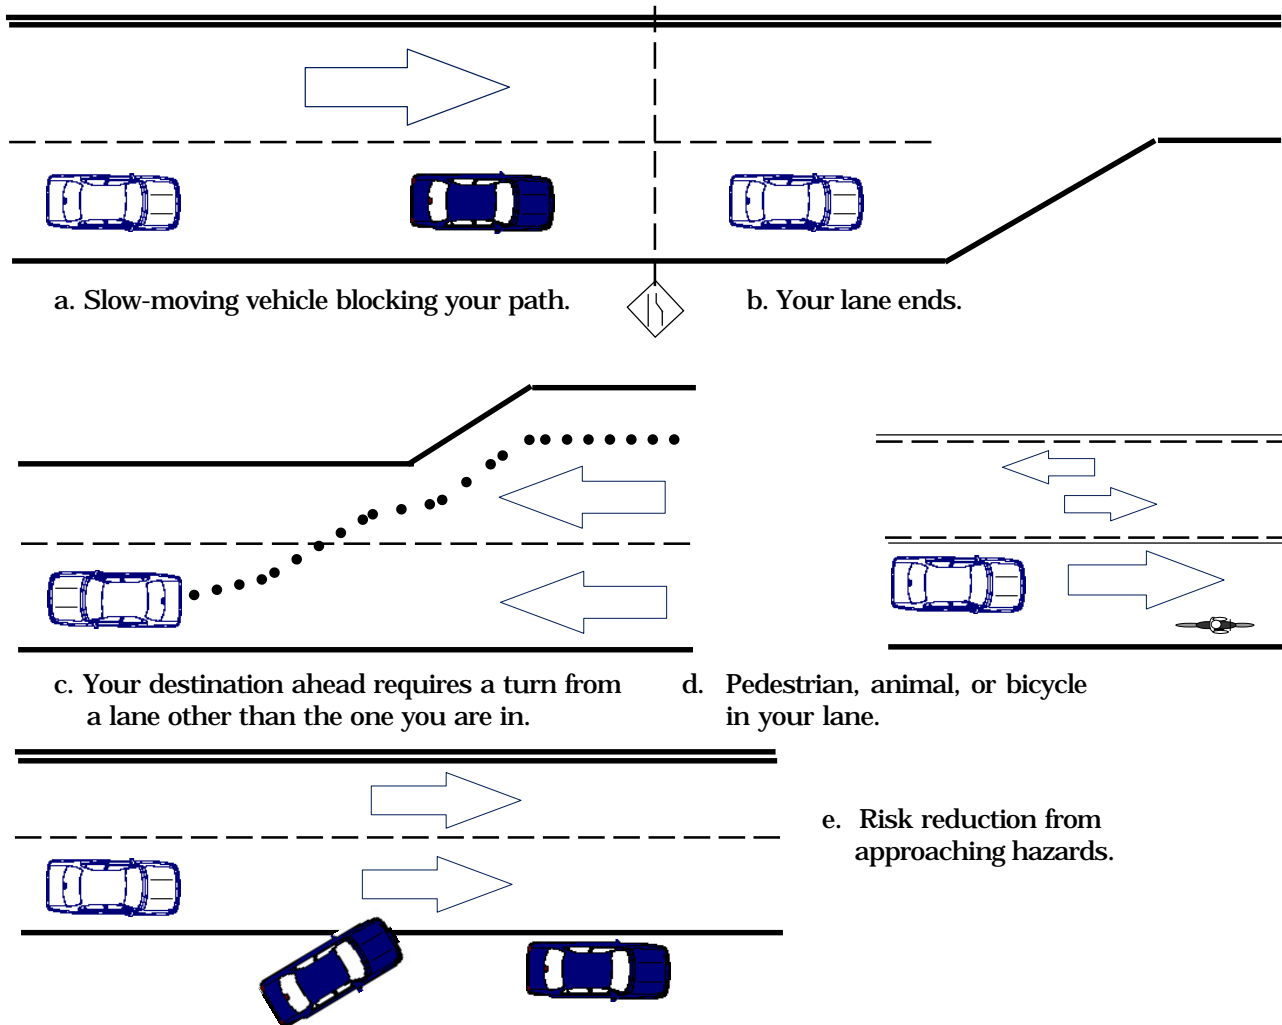 a. Slow-moving vehicle blocking your path.
b. Your lane ends.
c. Your destination ahead requires a turn from
a lane other than the one you are in.
d. Pedestrian, animal, or bicycle
in your lane.
e. Risk reduction from
approaching hazards.